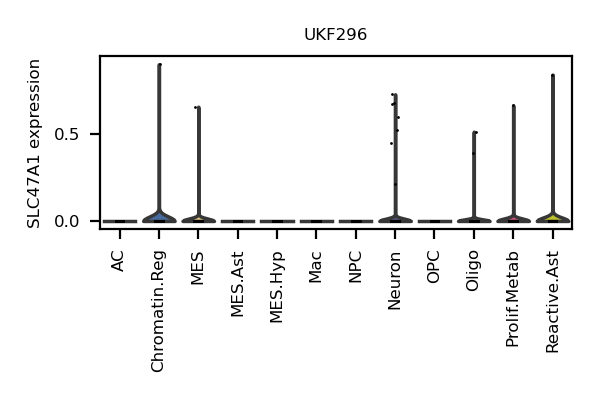 UKF296
SLC47A1 expression
0.5
0.0
AC
Chromatin.Reg
MES
MES.Ast
MES.Hyp
Mac
NPC
Neuron
OPC
Oligo
Prolif.Metab
Reactive.Ast